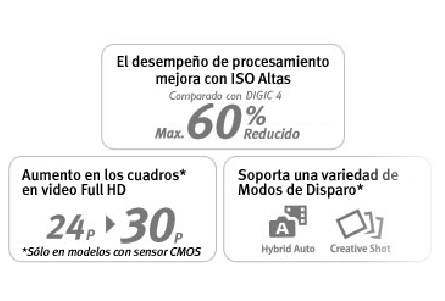 El desempeño de procesamiento
mejora con ISO Altas
Comparado con DIGIC 4
Max. 60% Reducido
Aumento en los cuadros*
en video Full HD
24P 30P
*Sólo en modelos con sensor CMOS
Soporta una variedad de
Modos de Disparo*
A
Hybrid Auto Creative Shot